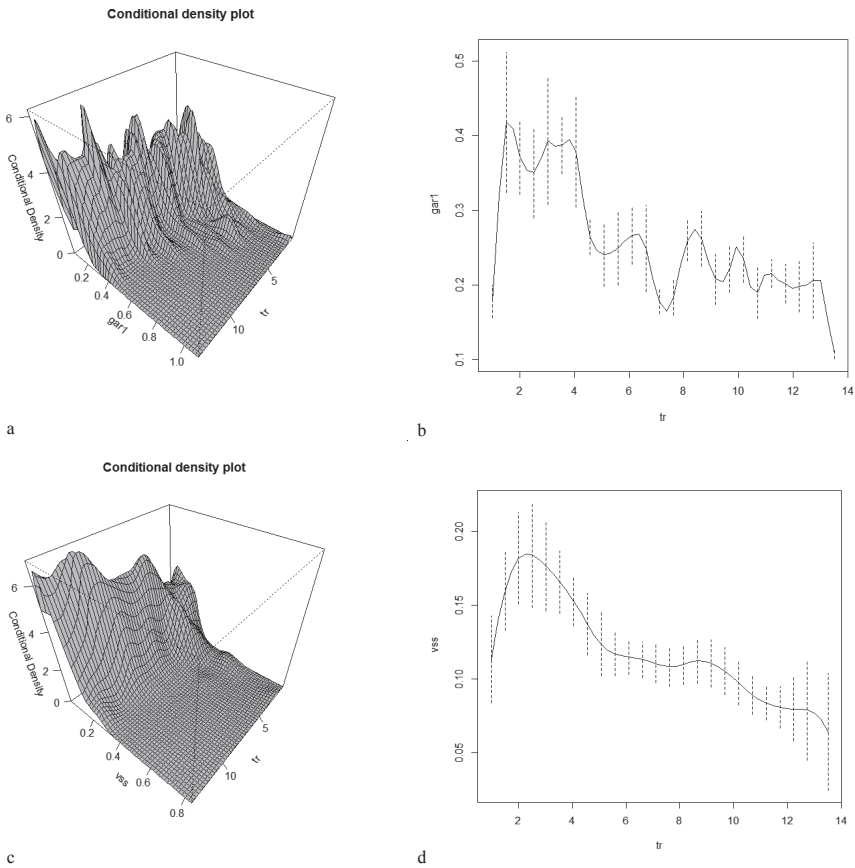 Conditional density plot
6
4
2
0
Conditional Density
0.2
0.4
0.6
0.8
1.0
gar1
5
10
tr
a
0.5
0.4
0.3
0.2
0.1
gar1
2 4 6 8 10 12 14
tr
b
Conditional density plot
6
4
2
0
Conditional Density
0.2
0.4
0.6
0.8
vss
5
10
tr
c
0.20
0.15
0.10
0.05
vss
2 4 6 8 10 12 14
tr
d